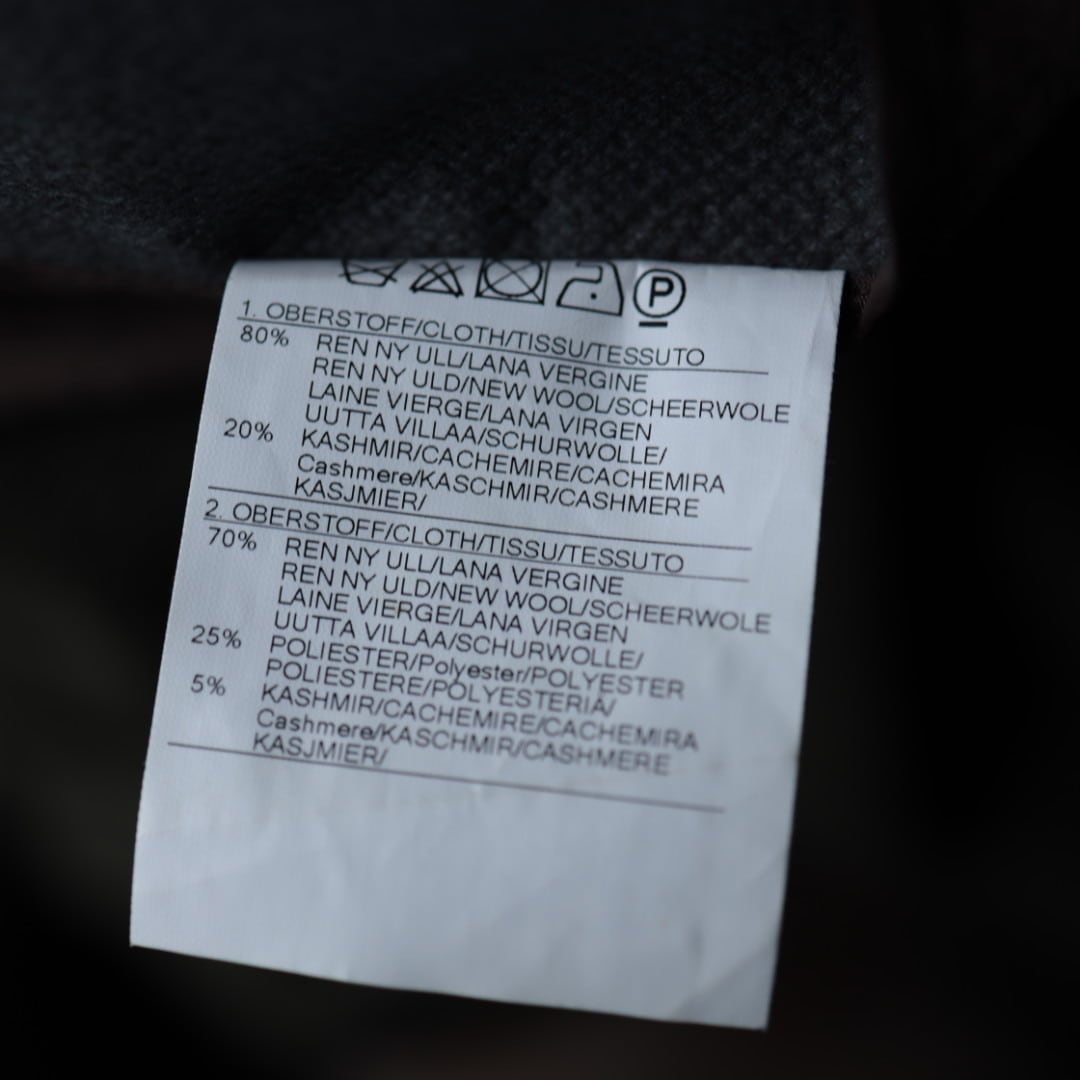 P
1. OBERSTOFF/CLOTH/TISSU/TESSUTO
80% REN NY ULL/LANA VERGINE
REN NY ULD/NEW WOOL/SCHEERWOLE
LAINE VIERGE/LANA VIRGEN
UUTTA VILLAA/SCHURWOLLE/
20% KASHMIR/CACHEMIRE/CACHEMIRA
Cashmere/KASCHMIR/CASHMERE
KASJMIER/
2. OBERSTOFF/CLOTH/TISSU/TESSUTO
70% REN NY ULL/LANA VERGINE
REN NY ULD/NEW WOOL/SCHEERWOLE
LAINE VIERGE/LANA VIRGEN
UUTTA VILLAA/SCHURWOLLE/
25% POLIESTER/Polyester/POLYESTER
POLIESTERE/POLYESTERIA/
5% KASHMIR/CACHEMIRE/CACHEMIRA
Cashmere/KASCHMIR/CASHMERE
KASJMIER/